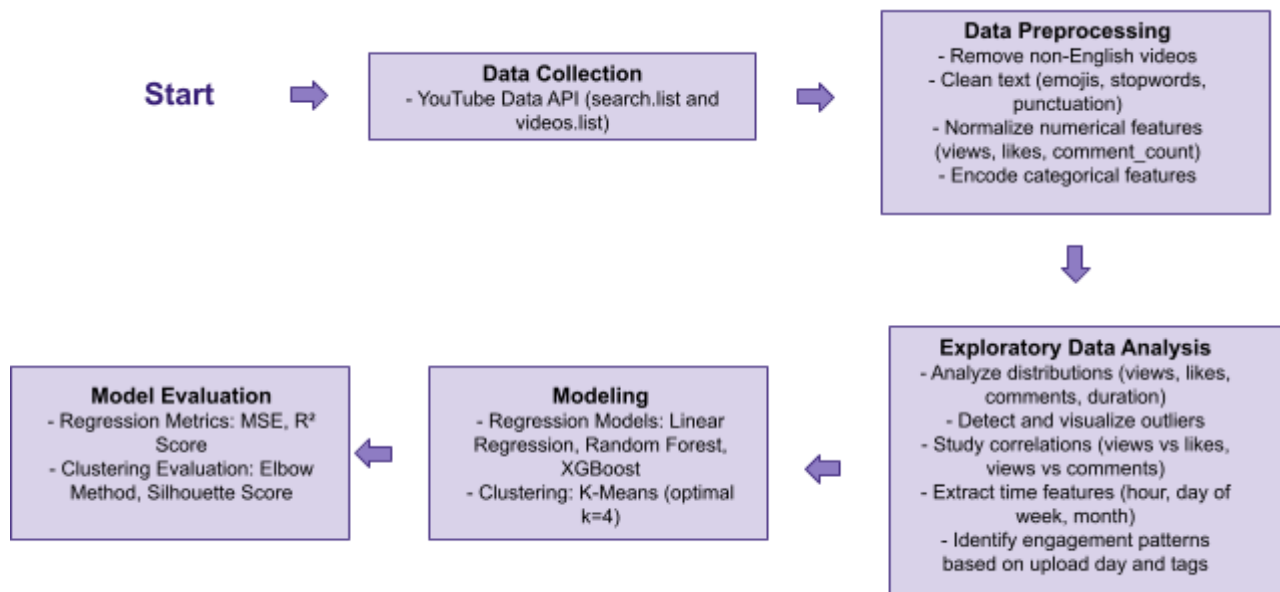 Start
Data Collection
- YouTube Data API (search.list and
videos.list)
Data Preprocessing
- Remove non-English videos
- Clean text (emojis, stopwords,
punctuation)
- Normalize numerical features
(views, likes, comment_count)
- Encode categorical features
Exploratory Data Analysis
- Analyze distributions (views, likes,
comments, duration)
- Detect and visualize outliers
- Study correlations (views vs likes,
views vs comments)
- Extract time features (hour, day of
week, month)
- Identify engagement patterns
based on upload day and tags
Modeling
- Regression Models: Linear
Regression, Random Forest,
XGBoost
- Clustering: K-Means (optimal
k=4)
Model Evaluation
- Regression Metrics: MSE, R²
Score
- Clustering Evaluation: Elbow
Method, Silhouette Score